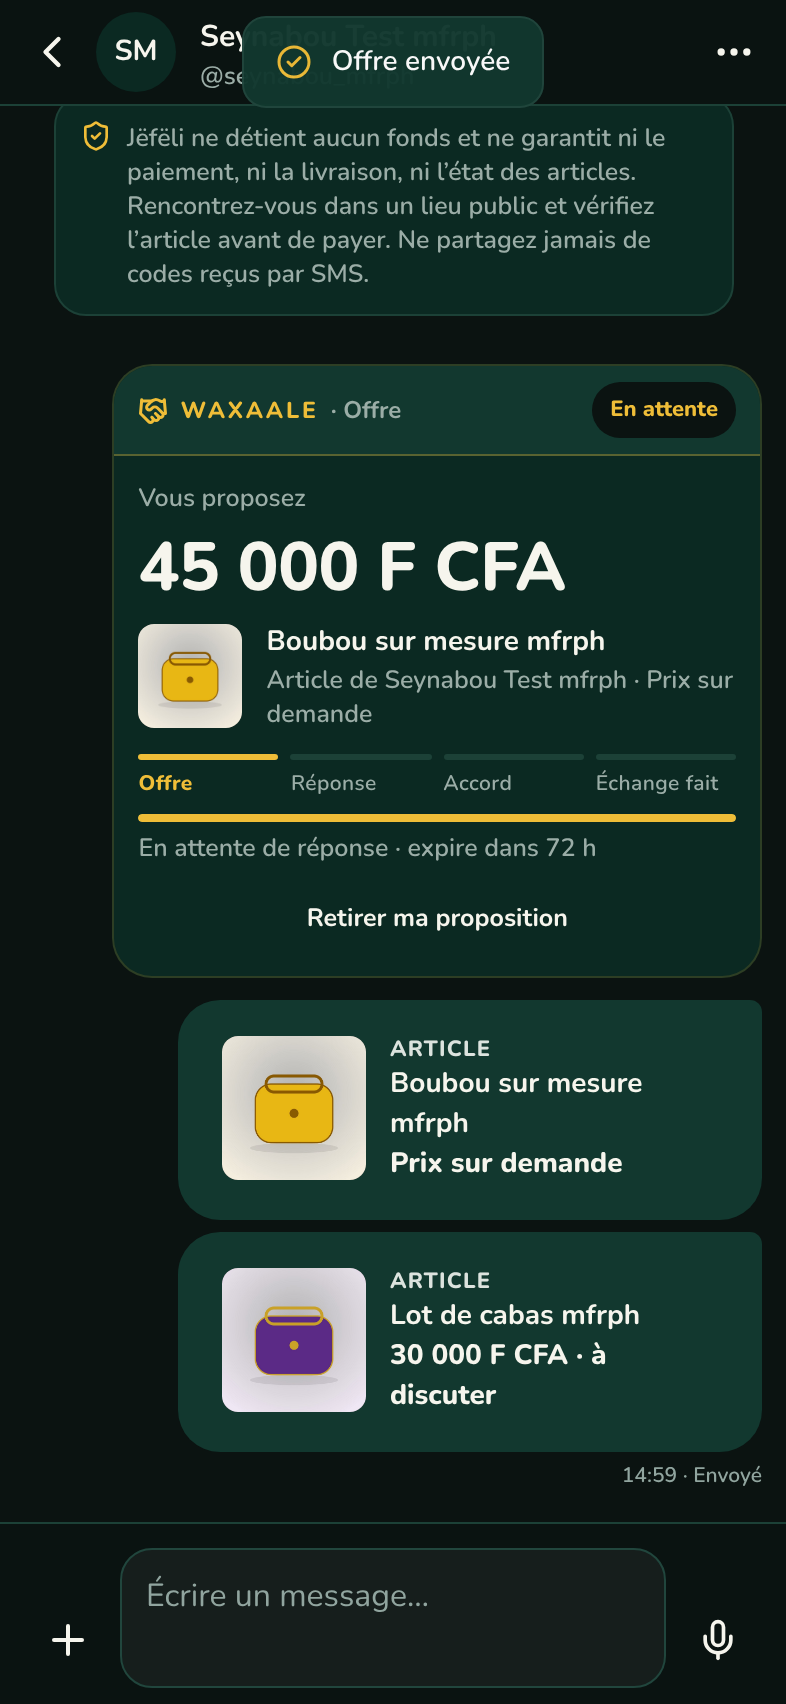 SM
Seynabou Test mfrph
@seynabou_mfrph
Offre envoyée
Jëfëli ne détient aucun fonds et ne garantit ni le
paiement, ni la livraison, ni l’état des articles.
Rencontrez-vous dans un lieu public et vérifiez
l’article avant de payer. Ne partagez jamais de
codes reçus par SMS.
WAXAALE · Offre
En attente
Vous proposez
45 000 F CFA
Boubou sur mesure mfrph
Article de Seynabou Test mfrph · Prix sur
demande
Offre
Réponse
Accord
Échange fait
En attente de réponse · expire dans 72 h
Retirer ma proposition
ARTICLE
Boubou sur mesure
mfrph
Prix sur demande
ARTICLE
Lot de cabas mfrph
30 000 F CFA · à
discuter
14:59 · Envoyé
Écrire un message...